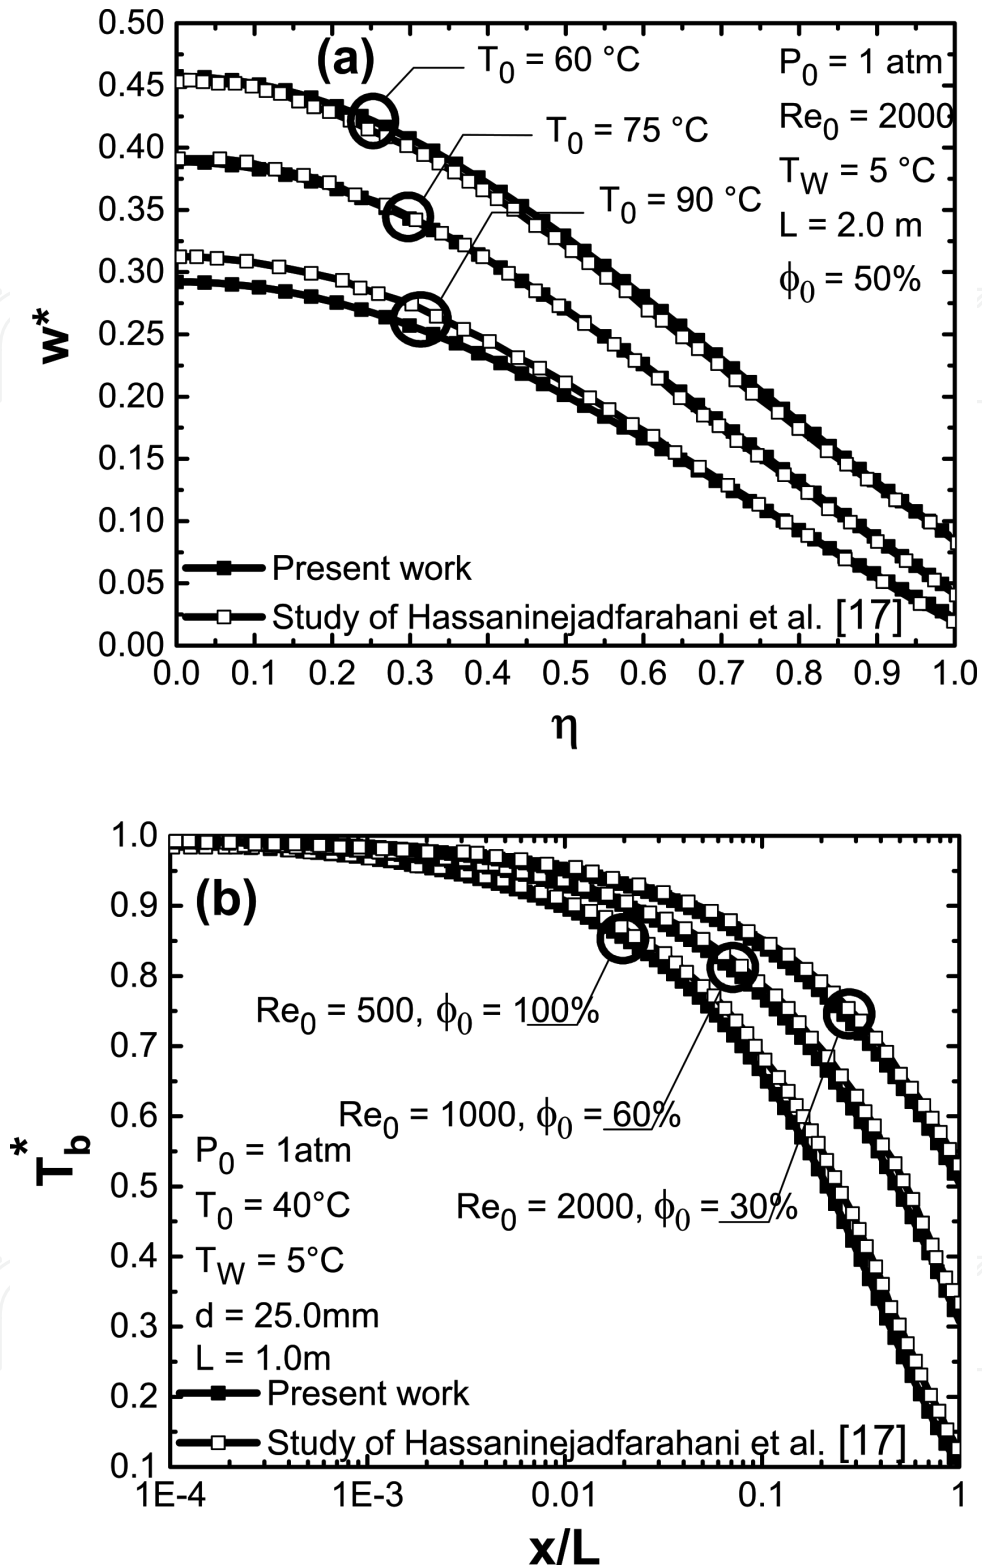 0.50
(a)
T0 = 60 °C
P0 = 1 atm
0.45
Re0 = 2000
0.40
T0 = 75 °C
TW = 5 °C
0.35
T0 = 90 °C
L = 2.0 m
0.30
ϕ0 = 50%
0.25
w*
0.20
0.15
0.10
0.05
Present work
Study of Hassaninejadfarahani et al. [17]
0.00
0.0 0.1 0.2 0.3 0.4 0.5 0.6 0.7 0.8 0.9 1.0
η
1.0
(b)
0.9
0.8
Re0 = 500, ϕ0 = 100%
0.7
Re0 = 1000, ϕ0 = 60%
0.6
T*b
P0 = 1atm
0.5
T0 = 40°C
Re0 = 2000, ϕ0 = 30%
0.4
TW = 5°C
0.3
d = 25.0mm
L = 1.0m
0.2
Present work
Study of Hassaninejadfarahani et al. [17]
0.1
1E-4 1E-3 0.01 0.1 1
x/L